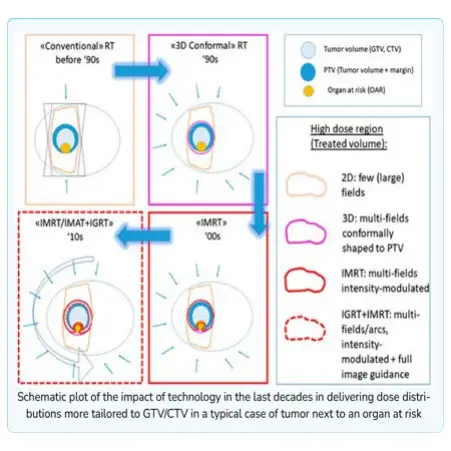 «Conventional» RT
before ‘90s
«3D Conformal» RT
‘90s
«IMRT/IMAT+IGRT»
‘10s
«IMRT»
‘00s
Tumor volume (GTV, CTV)
PTV (Tumor volume + margin)
Organ at risk (OAR)
High dose region
(Treated volume):
2D: few (large)
fields
3D: multi-fields
conformally
shaped to PTV
IMRT: multi-fields
intensity-modulated
IGRT+IMRT: multi-
fields/arcs,
intensity-
modulated + full
image guidance
Schematic plot of the impact of technology in the last decades in delivering dose distri-
butions more tailored to GTV/CTV in a typical case of tumor next to an organ at risk